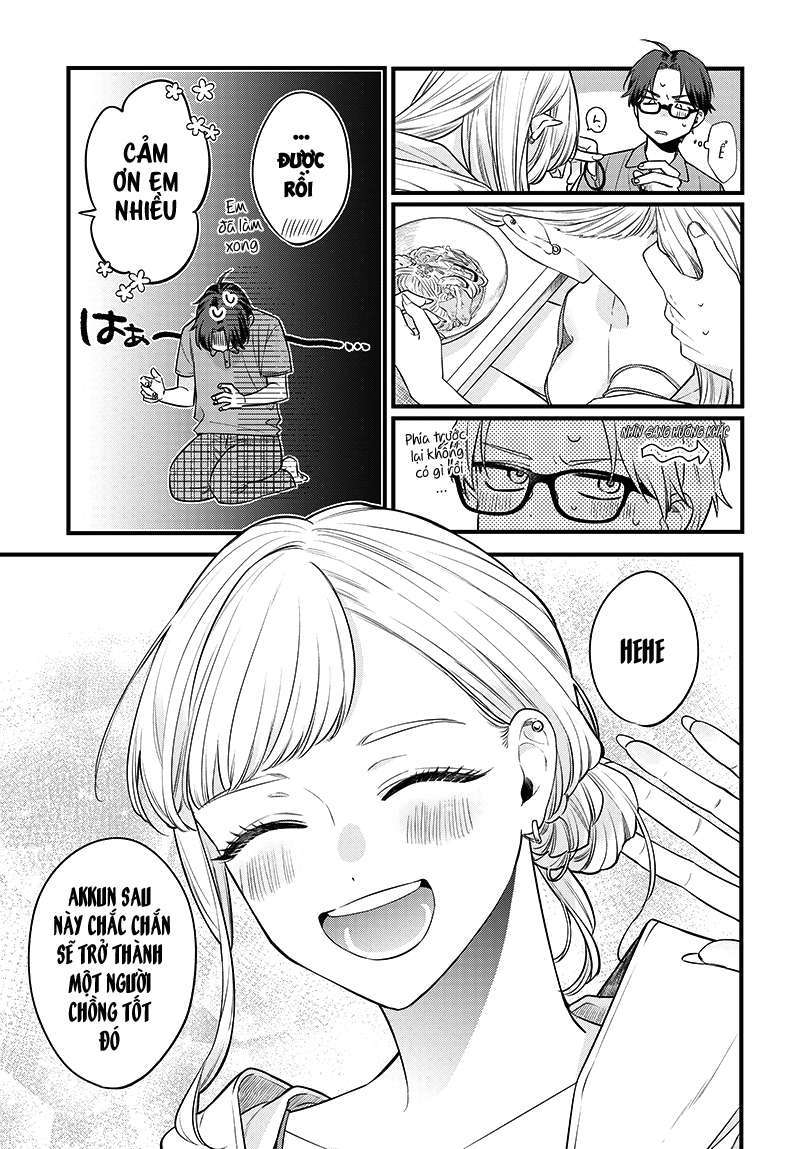 Ể
Phía trước
lại không
có gì rồi
...
NHÌN SANG HƯỚNG KHÁC
...
ĐƯỢC
RỒI
Em
đã làm
xong
CẢM
ƠN EM
NHIỀU
はぁー
HEHE
AKKUN SAU
NÀY CHẮC CHẮN
SẼ TRỞ THÀNH
MỘT NGƯỜI
CHỒNG TỐT
ĐÓ